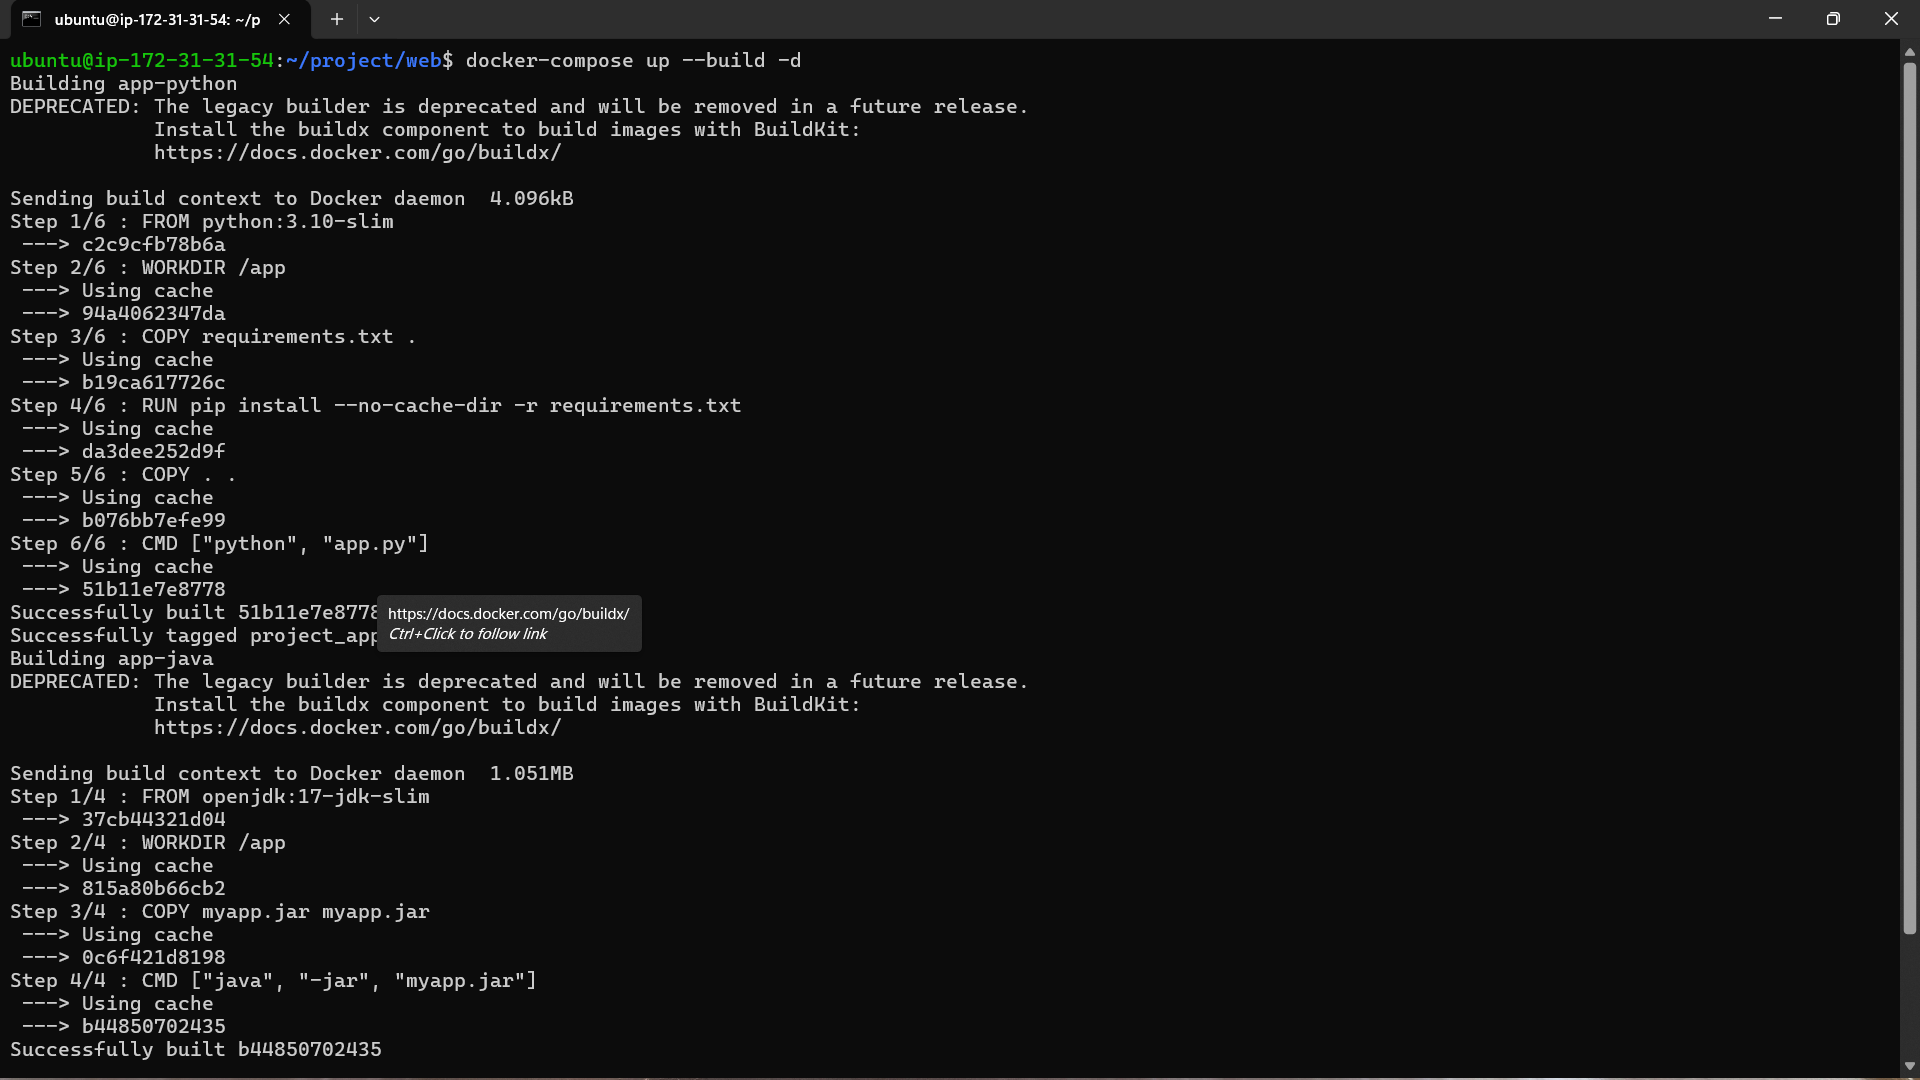 ubuntu@ip-172-31-31-54: ~/p
ubuntu@ip-172-31-31-54:~/project/web$ docker-compose up --build -d
Building app-python
DEPRECATED: The legacy builder is deprecated and will be removed in a future release.
            Install the buildx component to build images with BuildKit:
            https://docs.docker.com/go/buildx/

Sending build context to Docker daemon  4.096kB
Step 1/6 : FROM python:3.10-slim
 ---> c2c9cfb78b6a
Step 2/6 : WORKDIR /app
 ---> Using cache
 ---> 94a4062347da
Step 3/6 : COPY requirements.txt .
 ---> Using cache
 ---> b19ca617726c
Step 4/6 : RUN pip install --no-cache-dir -r requirements.txt
 ---> Using cache
 ---> da3dee252d9f
Step 5/6 : COPY . .
 ---> Using cache
 ---> b076bb7efe99
Step 6/6 : CMD ["python", "app.py"]
 ---> Using cache
 ---> 51b11e7e8778
Successfully built 51b11e7e8778
https://docs.docker.com/go/buildx/
Ctrl+Click to follow link
Successfully tagged project_app
Building app-java
DEPRECATED: The legacy builder is deprecated and will be removed in a future release.
            Install the buildx component to build images with BuildKit:
            https://docs.docker.com/go/buildx/

Sending build context to Docker daemon  1.051MB
Step 1/4 : FROM openjdk:17-jdk-slim
 ---> 37cb44321d04
Step 2/4 : WORKDIR /app
 ---> Using cache
 ---> 815a80b66cb2
Step 3/4 : COPY myapp.jar myapp.jar
 ---> Using cache
 ---> 0c6f421d8198
Step 4/4 : CMD ["java", "-jar", "myapp.jar"]
 ---> Using cache
 ---> b44850702435
Successfully built b44850702435